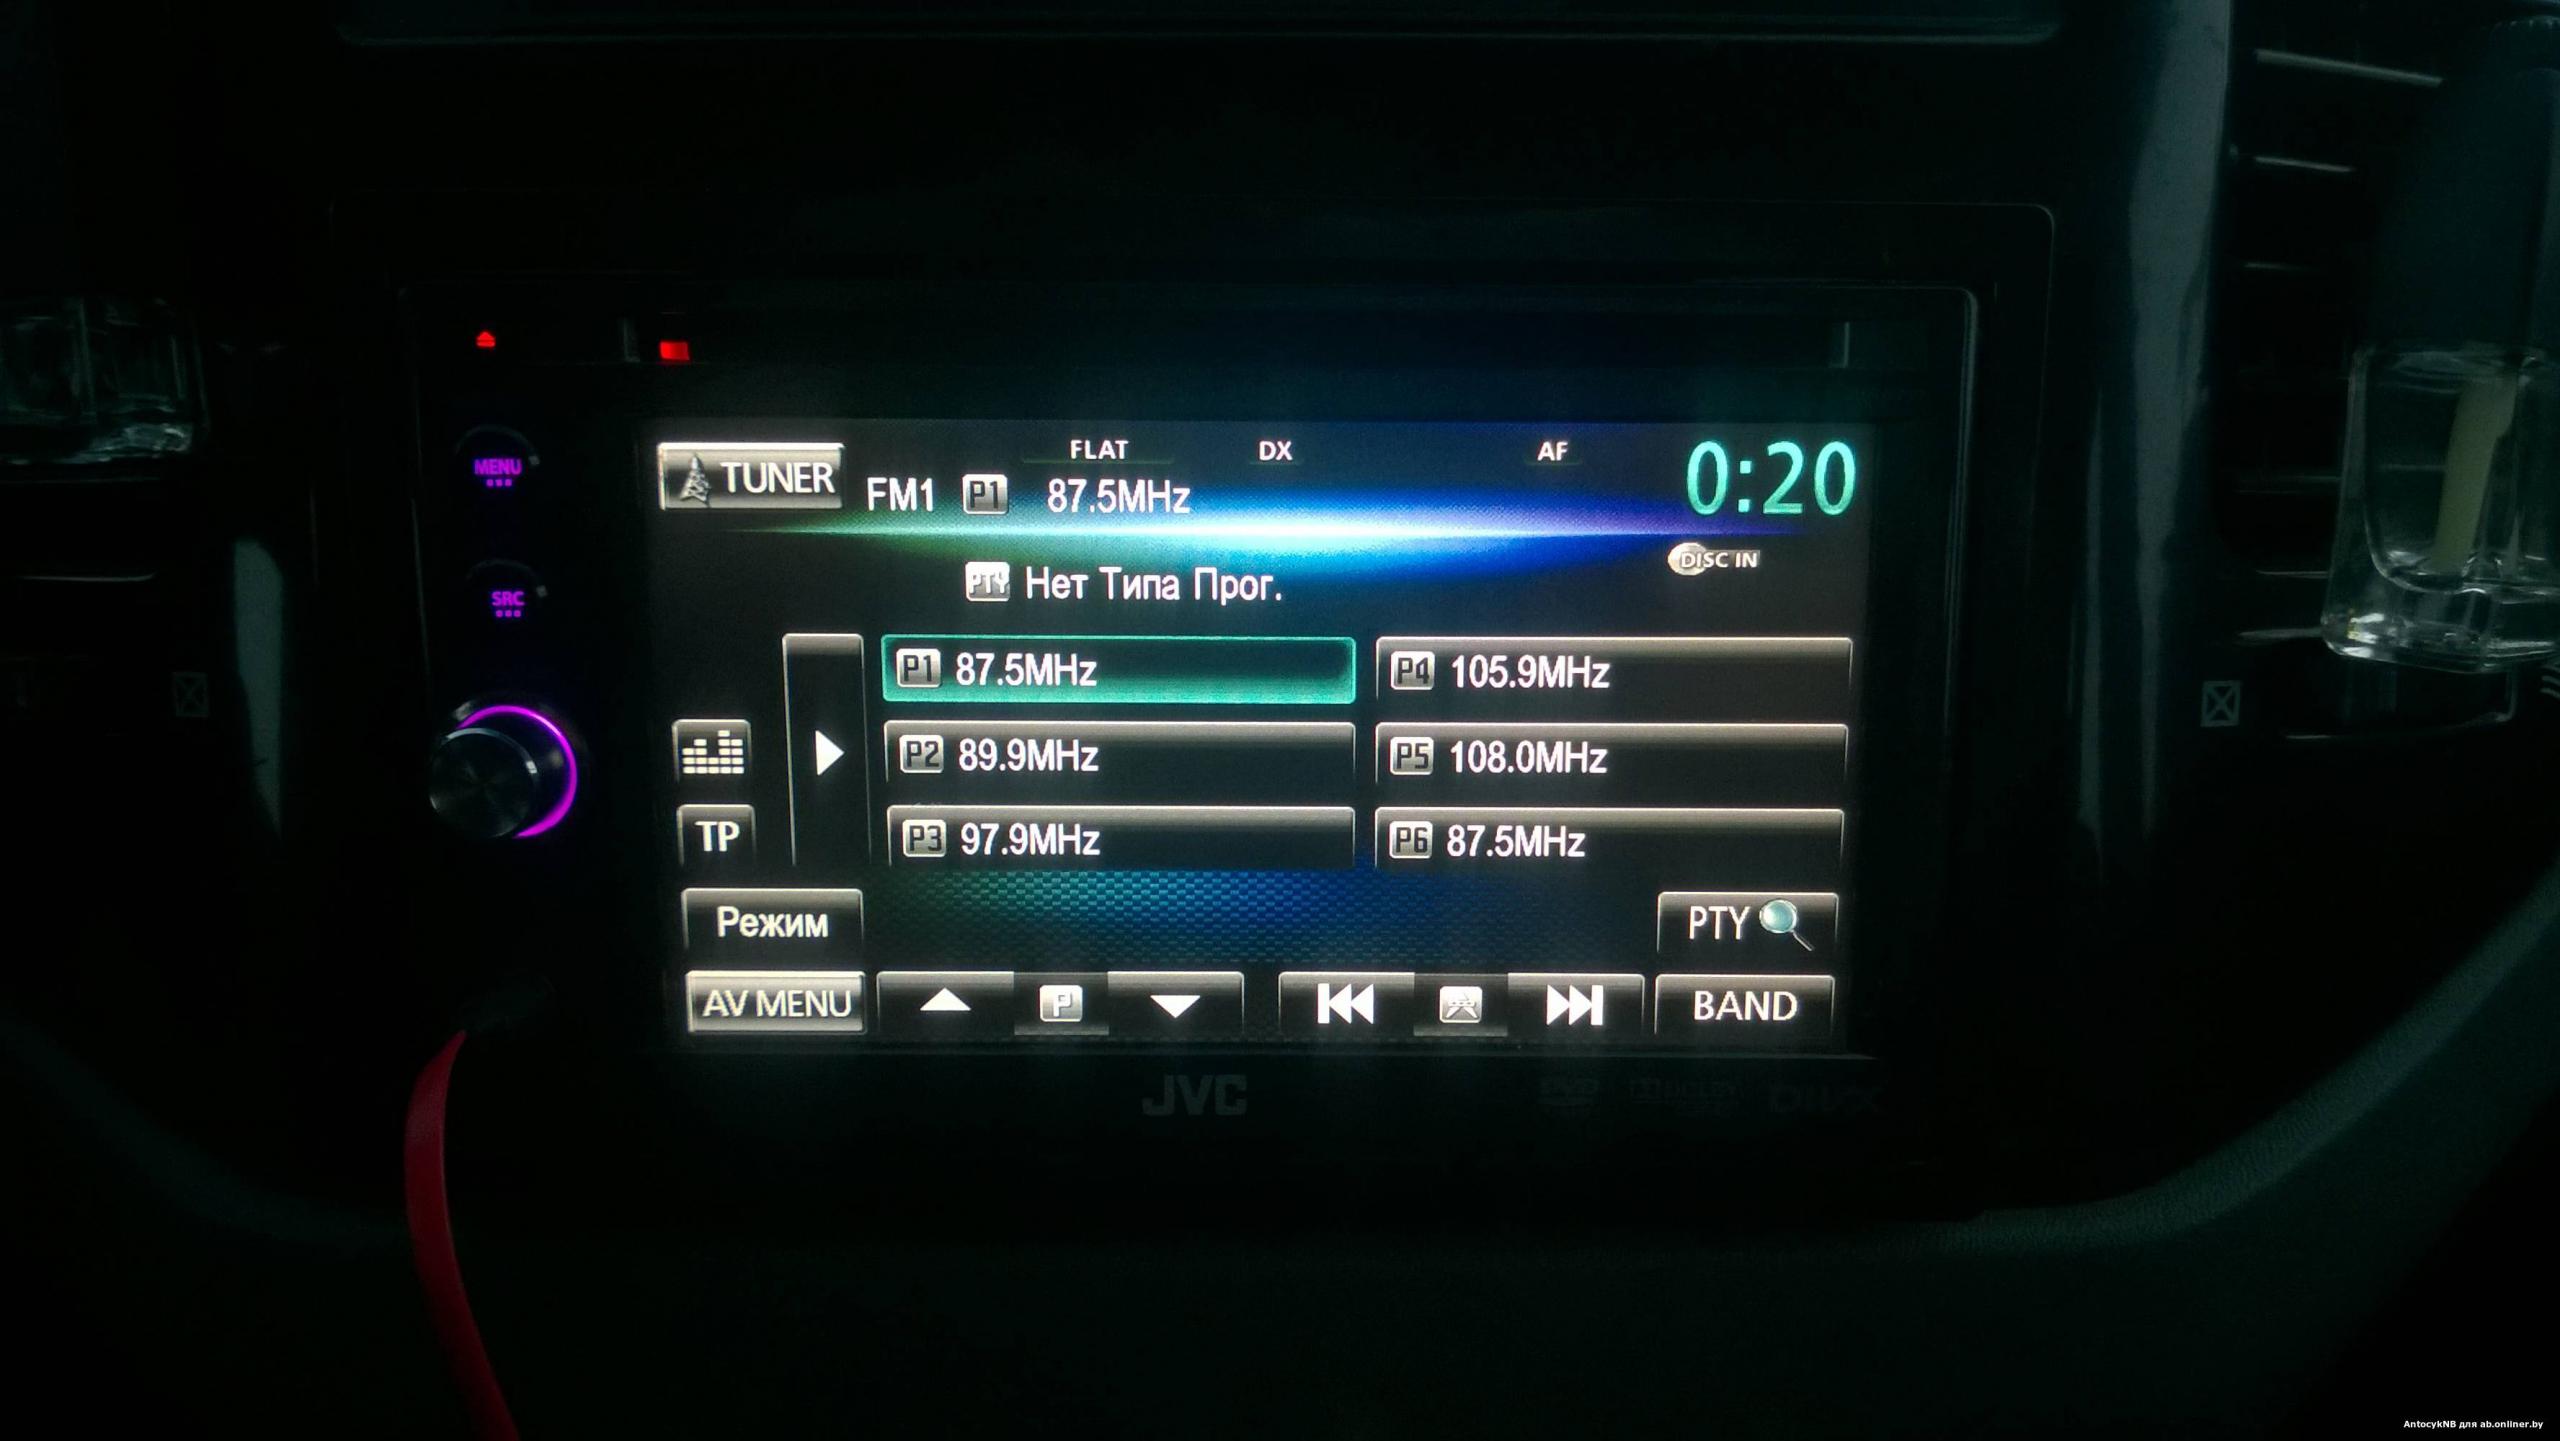 MENU
FLAT DX AF
TUNER FM1 P1 87.5MHz 0:20
DISC IN
PTY Нет Типа Прог.
SRC
P1 87.5MHz P4 105.9MHz
P2 89.9MHz P5 108.0MHz
TP P3 97.9MHz P6 87.5MHz
Режим PTY
AV MENU P BAND
JVC
DIVX
AntocykNB для ab.onliner.by